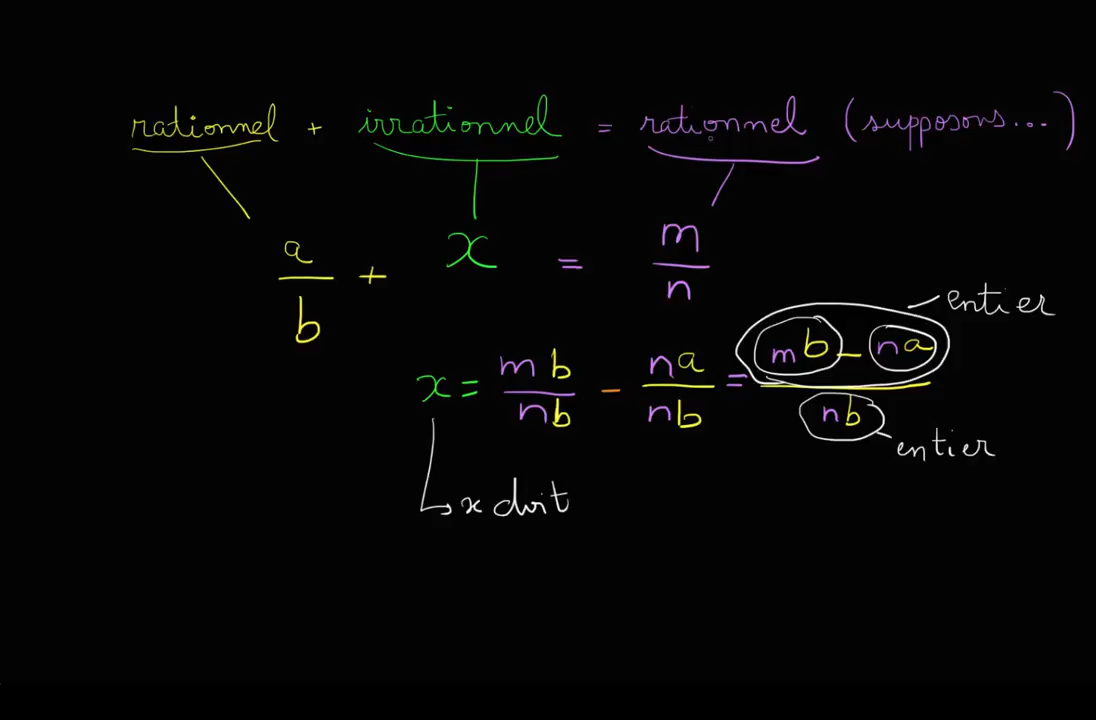 rationnel + irrationnel = rationnel (supposons...)
a/b + x = m/n
entier
x = mb/nb - na/nb = mb - na/nb
entier
x doit